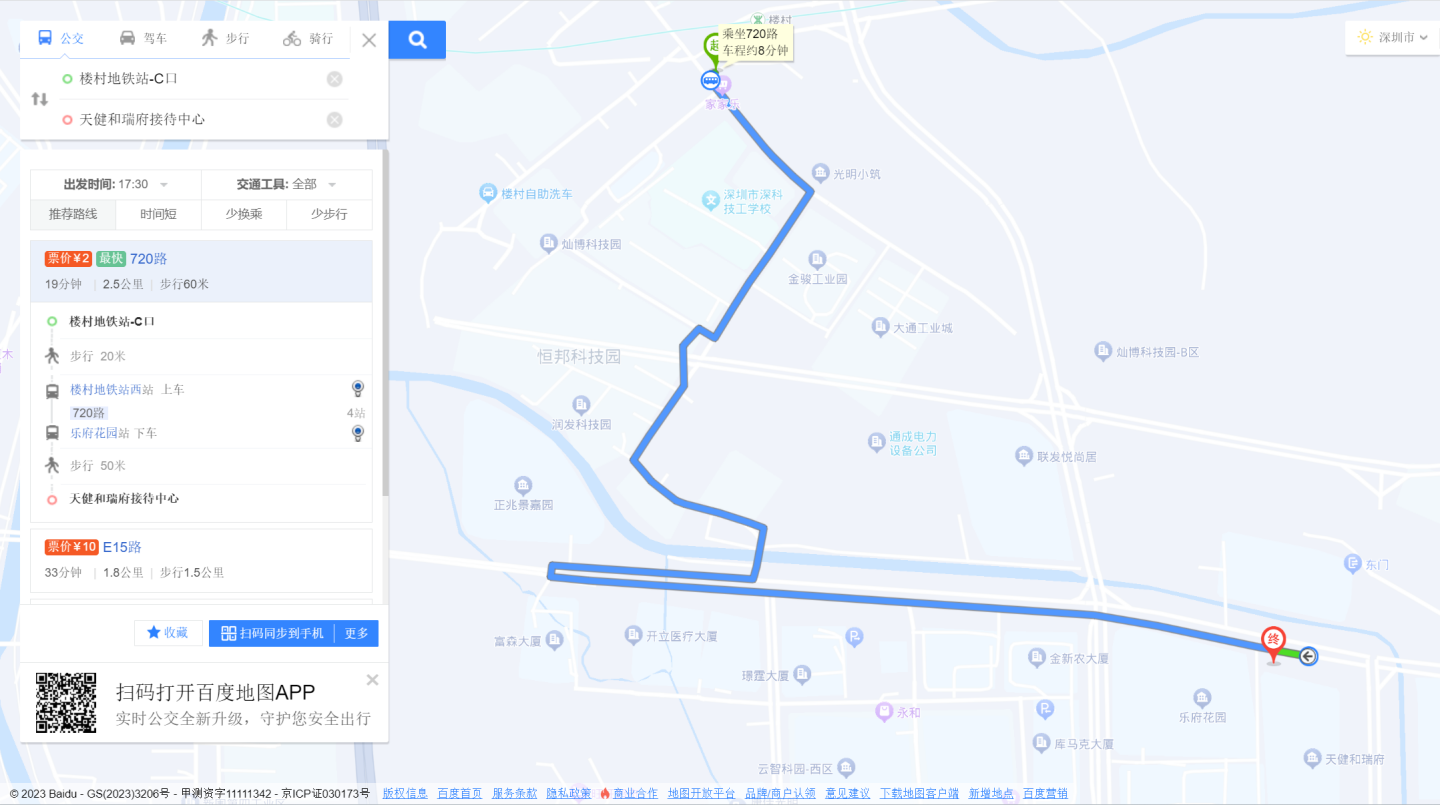 公交
驾车
步行
骑行
楼村地铁站-C口
天健和瑞府接待中心
出发时间: 17:30
交通工具: 全部
推荐路线
时间短
少换乘
少步行
票价¥2 最快 720路
19分钟 | 2.5公里 | 步行60米
楼村地铁站-C口
步行 20米
楼村地铁站西站 上车
720路
4站
乐府花园站 下车
步行 50米
天健和瑞府接待中心
票价¥10 E15路
33分钟 | 1.8公里 | 步行1.5公里
收藏
扫码同步到手机 | 更多
扫码打开百度地图APP
实时公交全新升级，守护您安全出行
深圳市
楼村
起
乘坐720路
车程约8分钟
家家乐
光明小筑
楼村自助洗车
深圳市深科
技工学校
灿博科技园
金骏工业园
大通工业城
恒邦科技园
灿博科技园-B区
润发科技园
通成电力
设备公司
联发悦尚居
正兆景嘉园
东门
富森大厦
开立医疗大厦
终
金新农大厦
璟霆大厦
乐府花园
永和
库马克大厦
天健和瑞府
云智科园-西区
© 2023 Baidu - GS(2023)3206号 - 甲测资字11111342 - 京ICP证030173号 版权信息 百度首页 服务条款 隐私政策 商业合作 地图开放平台 品牌/商户认领 意见建议 下载地图客户端 新增地点 百度营销